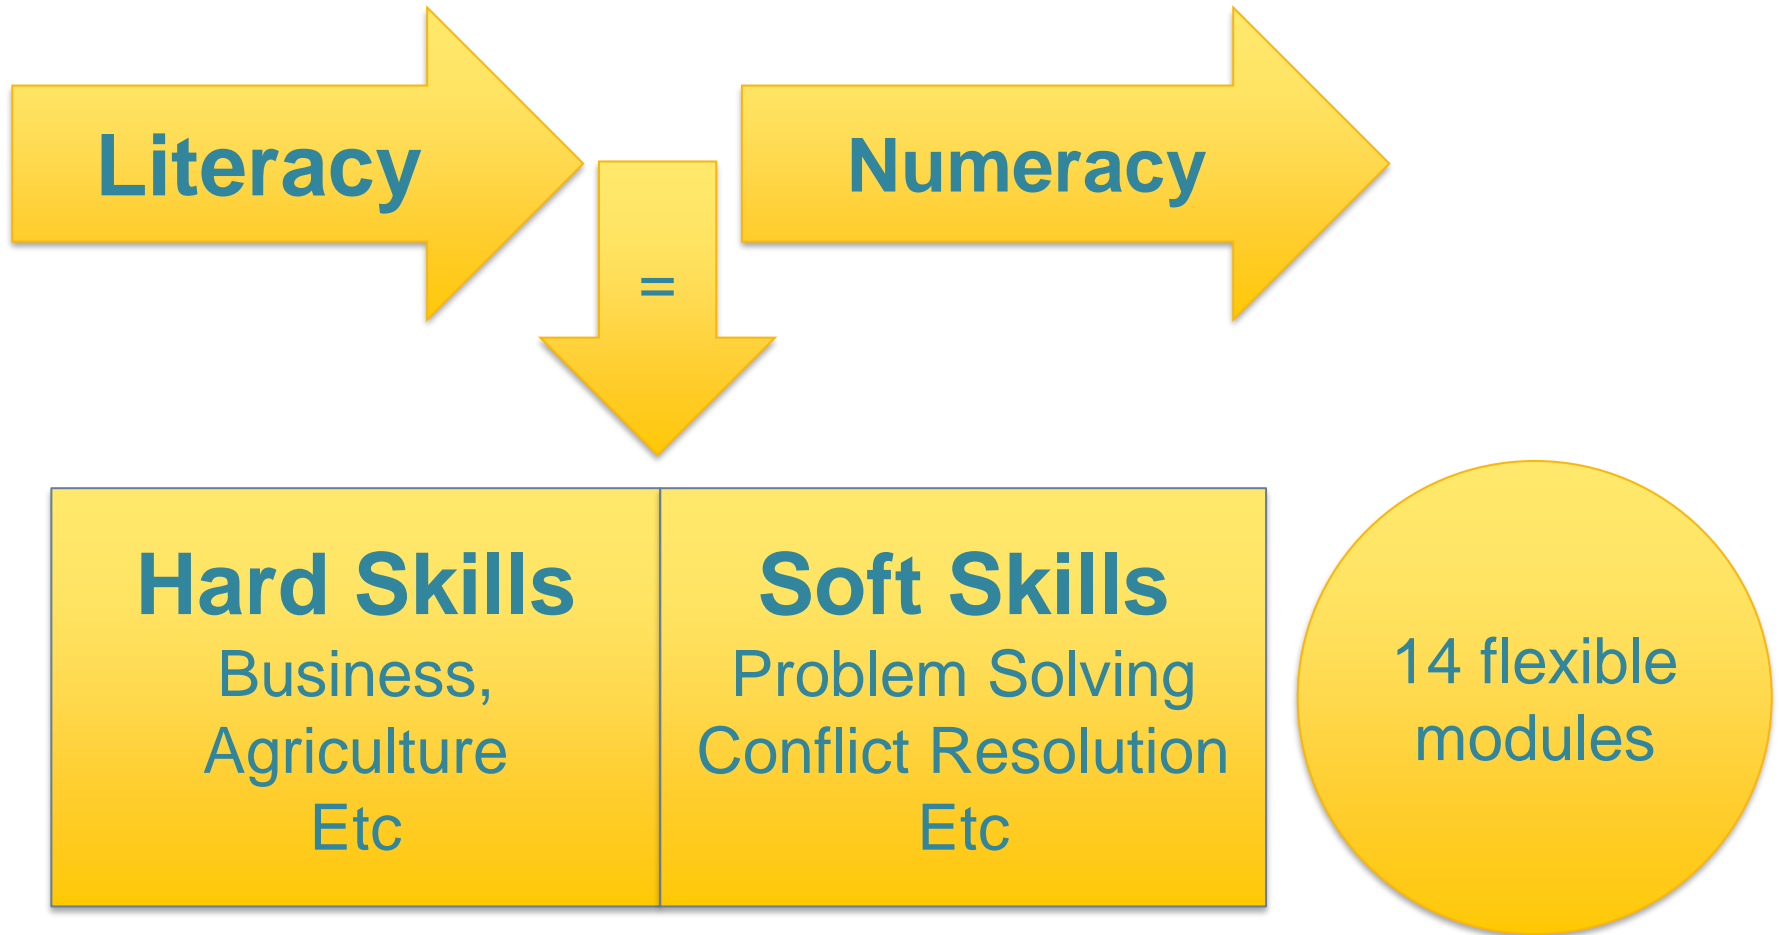 Literacy
Numeracy
=
Hard Skills
Business,
Agriculture
Etc
Soft Skills
Problem Solving
Conflict Resolution
Etc
14 flexible
modules